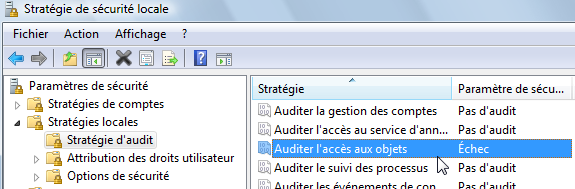 Stratégie de sécurité locale
Fichier Action Affichage ?
Paramètres de sécurité
Stratégies de comptes
Stratégies locales
Stratégie d'audit
Attribution des droits utilisateur
Options de sécurité
Stratégie Paramètre de sécu...
Auditer la gestion des comptes Pas d'audit
Auditer l'accès au service d'ann... Pas d'audit
Auditer l'accès aux objets Échec
Auditer le suivi des processus Pas d'audit
Auditer les événements de con... Pas d'audit